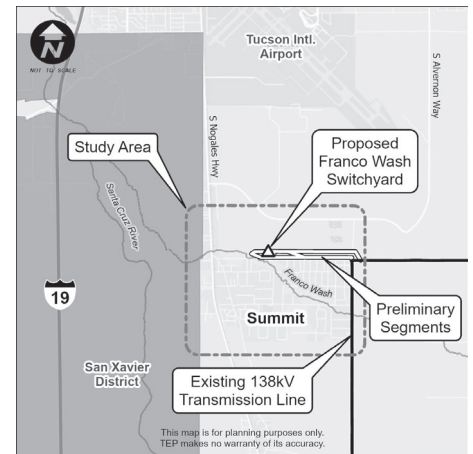 N
NOT TO SCALE
Tucson Intl.
Airport
S Alvernon Way
S Nogales Hwy
Study Area
Proposed
Franco Wash
Switchyard
Santa Cruz River
19
Franco Wash
Summit
Preliminary
Segments
San Xavier
District
Existing 138kV
Transmission Line
This map is for planning purposes only.
TEP makes no warranty of its accuracy.